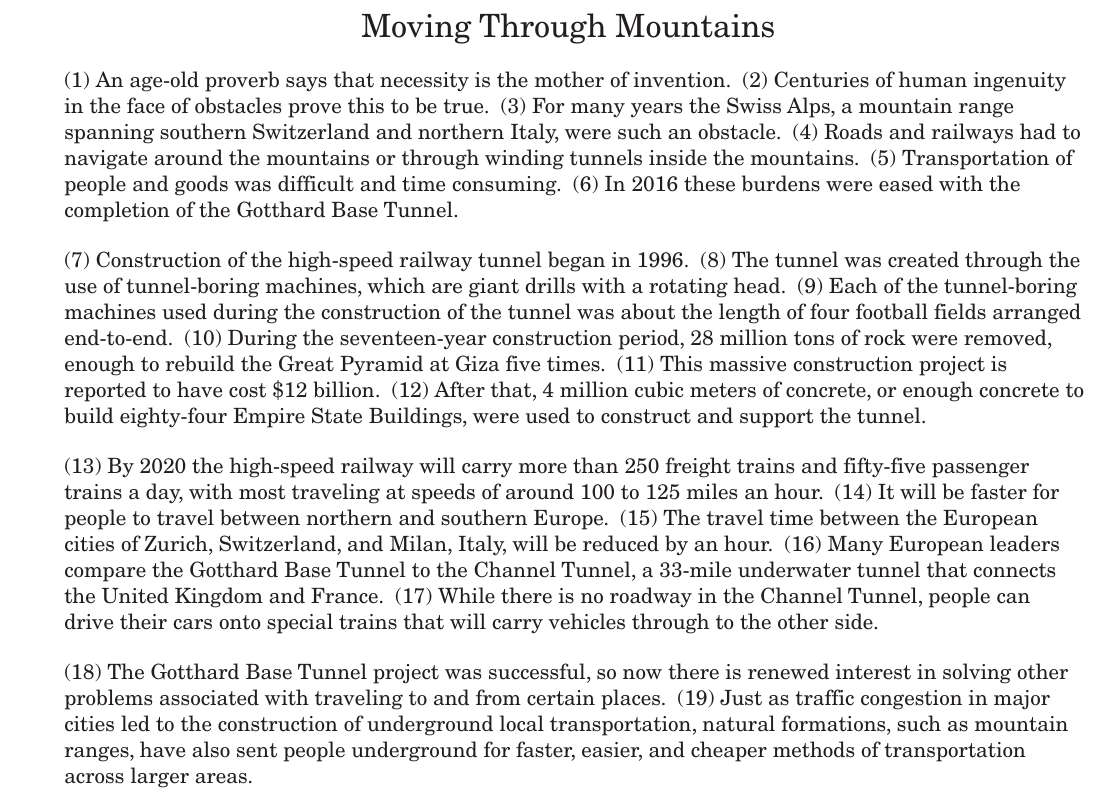 Moving Through Mountains
(1) An age-old proverb says that necessity is the mother of invention. (2) Centuries of human ingenuity
in the face of obstacles prove this to be true. (3) For many years the Swiss Alps, a mountain range
spanning southern Switzerland and northern Italy, were such an obstacle. (4) Roads and railways had to
navigate around the mountains or through winding tunnels inside the mountains. (5) Transportation of
people and goods was difficult and time consuming. (6) In 2016 these burdens were eased with the
completion of the Gotthard Base Tunnel.
(7) Construction of the high-speed railway tunnel began in 1996. (8) The tunnel was created through the
use of tunnel-boring machines, which are giant drills with a rotating head. (9) Each of the tunnel-boring
machines used during the construction of the tunnel was about the length of four football fields arranged
end-to-end. (10) During the seventeen-year construction period, 28 million tons of rock were removed,
enough to rebuild the Great Pyramid at Giza five times. (11) This massive construction project is
reported to have cost $12 billion. (12) After that, 4 million cubic meters of concrete, or enough concrete to
build eighty-four Empire State Buildings, were used to construct and support the tunnel.
(13) By 2020 the high-speed railway will carry more than 250 freight trains and fifty-five passenger
trains a day, with most traveling at speeds of around 100 to 125 miles an hour. (14) It will be faster for
people to travel between northern and southern Europe. (15) The travel time between the European
cities of Zurich, Switzerland, and Milan, Italy, will be reduced by an hour. (16) Many European leaders
compare the Gotthard Base Tunnel to the Channel Tunnel, a 33-mile underwater tunnel that connects
the United Kingdom and France. (17) While there is no roadway in the Channel Tunnel, people can
drive their cars onto special trains that will carry vehicles through to the other side.
(18) The Gotthard Base Tunnel project was successful, so now there is renewed interest in solving other
problems associated with traveling to and from certain places. (19) Just as traffic congestion in major
cities led to the construction of underground local transportation, natural formations, such as mountain
ranges, have also sent people underground for faster, easier, and cheaper methods of transportation
across larger areas.